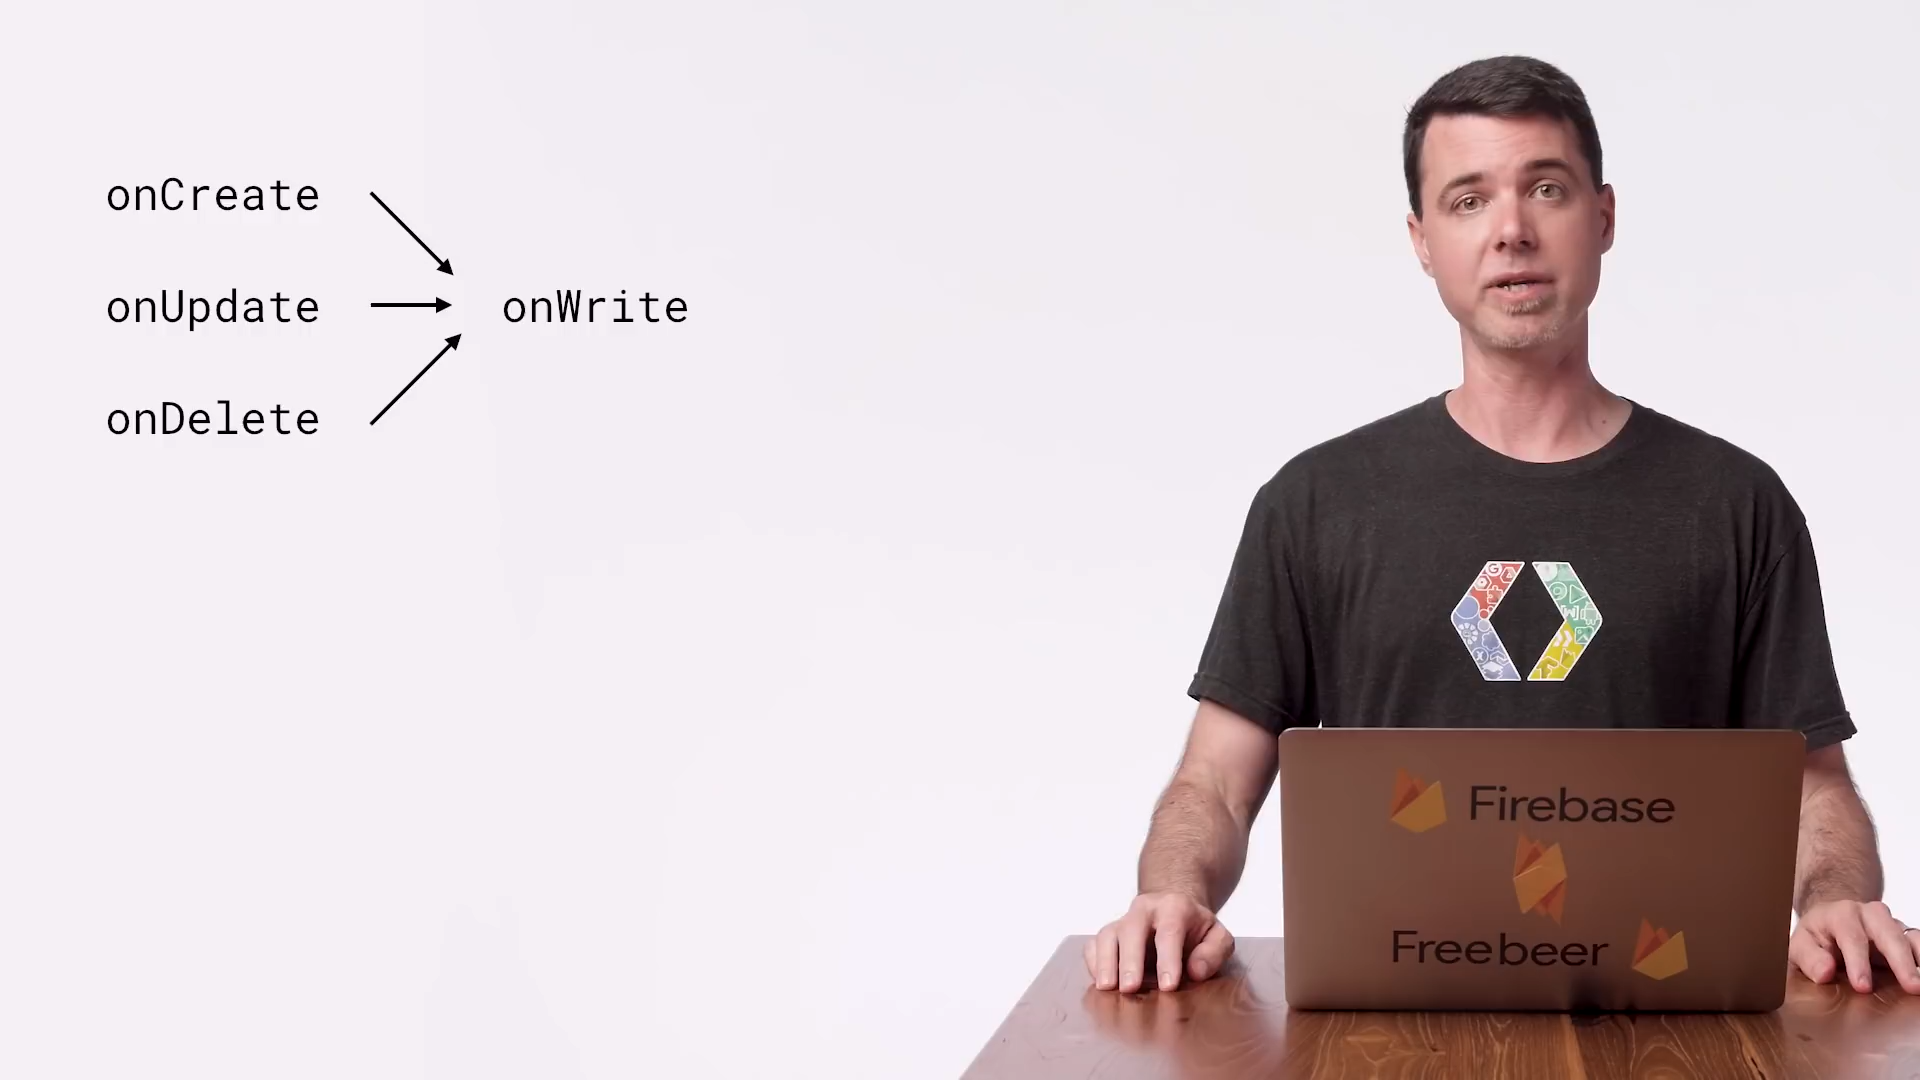 onCreate
onUpdate
onWrite
onDelete
Firebase
Freebeer